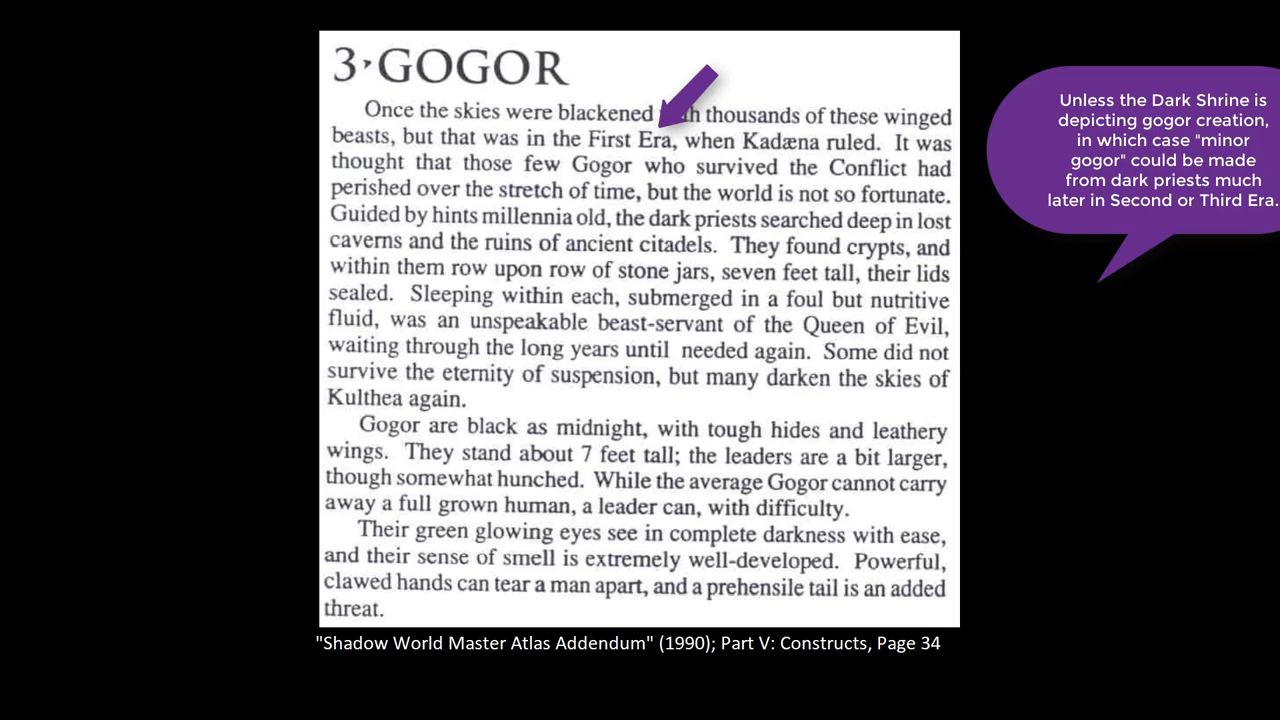 3·GOGOR
Once the skies were blackened with thousands of these winged
beasts, but that was in the First Era, when Kadæna ruled. It was
thought that those few Gogor who survived the Conflict had
perished over the stretch of time, but the world is not so fortunate.
Guided by hints millennia old, the dark priests searched deep in lost
caverns and the ruins of ancient citadels. They found crypts, and
within them row upon row of stone jars, seven feet tall, their lids
sealed. Sleeping within each, submerged in a foul but nutritive
fluid, was an unspeakable beast-servant of the Queen of Evil,
waiting through the long years until needed again. Some did not
survive the eternity of suspension, but many darken the skies of
Kulthea again.
Gogor are black as midnight, with tough hides and leathery
wings. They stand about 7 feet tall; the leaders are a bit larger,
though somewhat hunched. While the average Gogor cannot carry
away a full grown human, a leader can, with difficulty.
Their green glowing eyes see in complete darkness with ease,
and their sense of smell is extremely well-developed. Powerful,
clawed hands can tear a man apart, and a prehensile tail is an added
threat.
"Shadow World Master Atlas Addendum" (1990); Part V: Constructs, Page 34
Unless the Dark Shrine is
depicting gogor creation,
in which case "minor
gogor" could be made
from dark priests much
later in Second or Third Era.